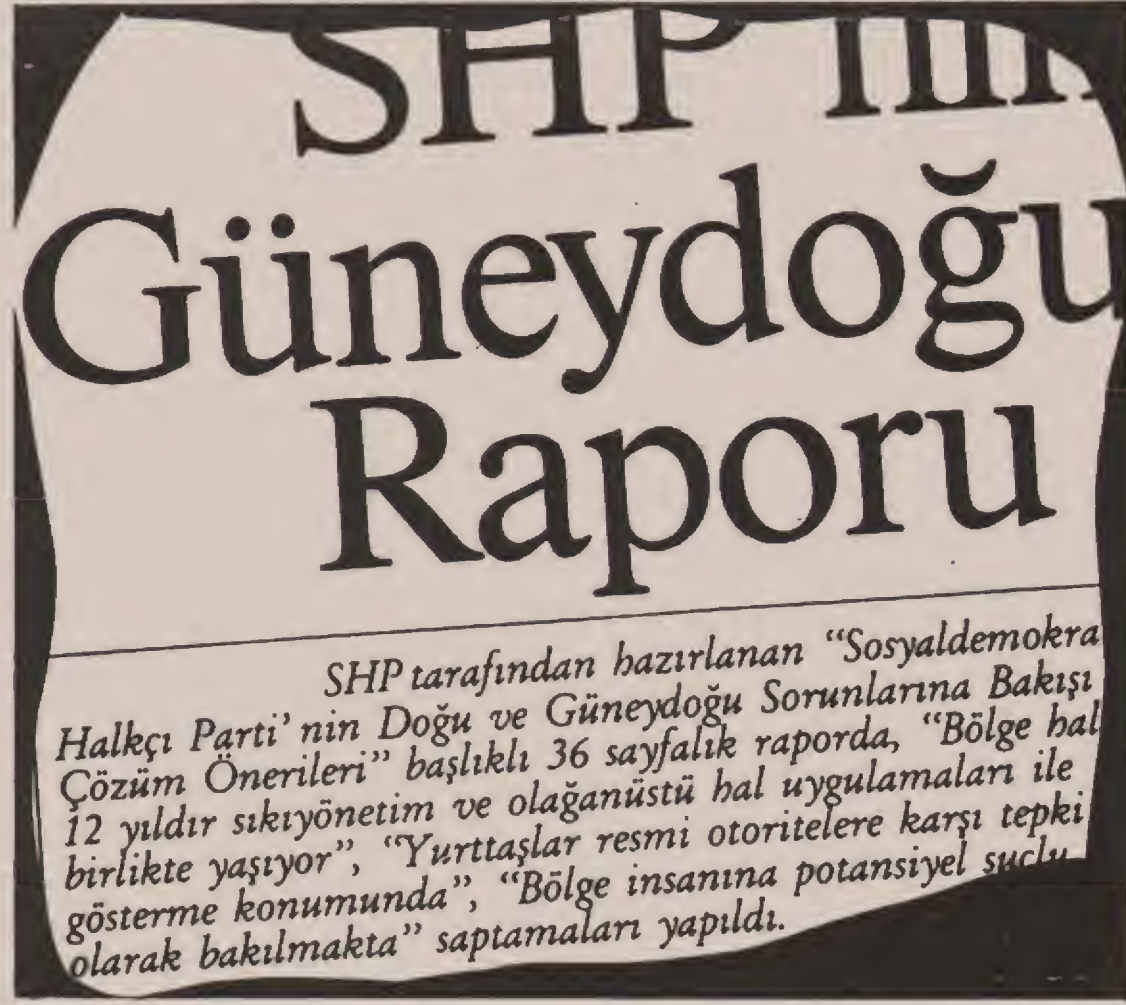 SHP'nin
Güneydoğu
Raporu
SHP tarafından hazırlanan “Sosyaldemokra
Halkçı Parti'nin Doğu ve Güneydoğu Sorunlarına Bakışı
Çözüm Önerileri” başlıklı 36 sayfalık raporda, “Bölge hal
12 yıldır sıkıyönetim ve olağanüstü hal uygulamaları ile
birlikte yaşıyor”, “Yurttaşlar resmi otoritelere karşı tepki
gösterme konumunda”, “Bölge insanına potansiyel suçlu
olarak bakılmakta” saptamaları yapıldı.